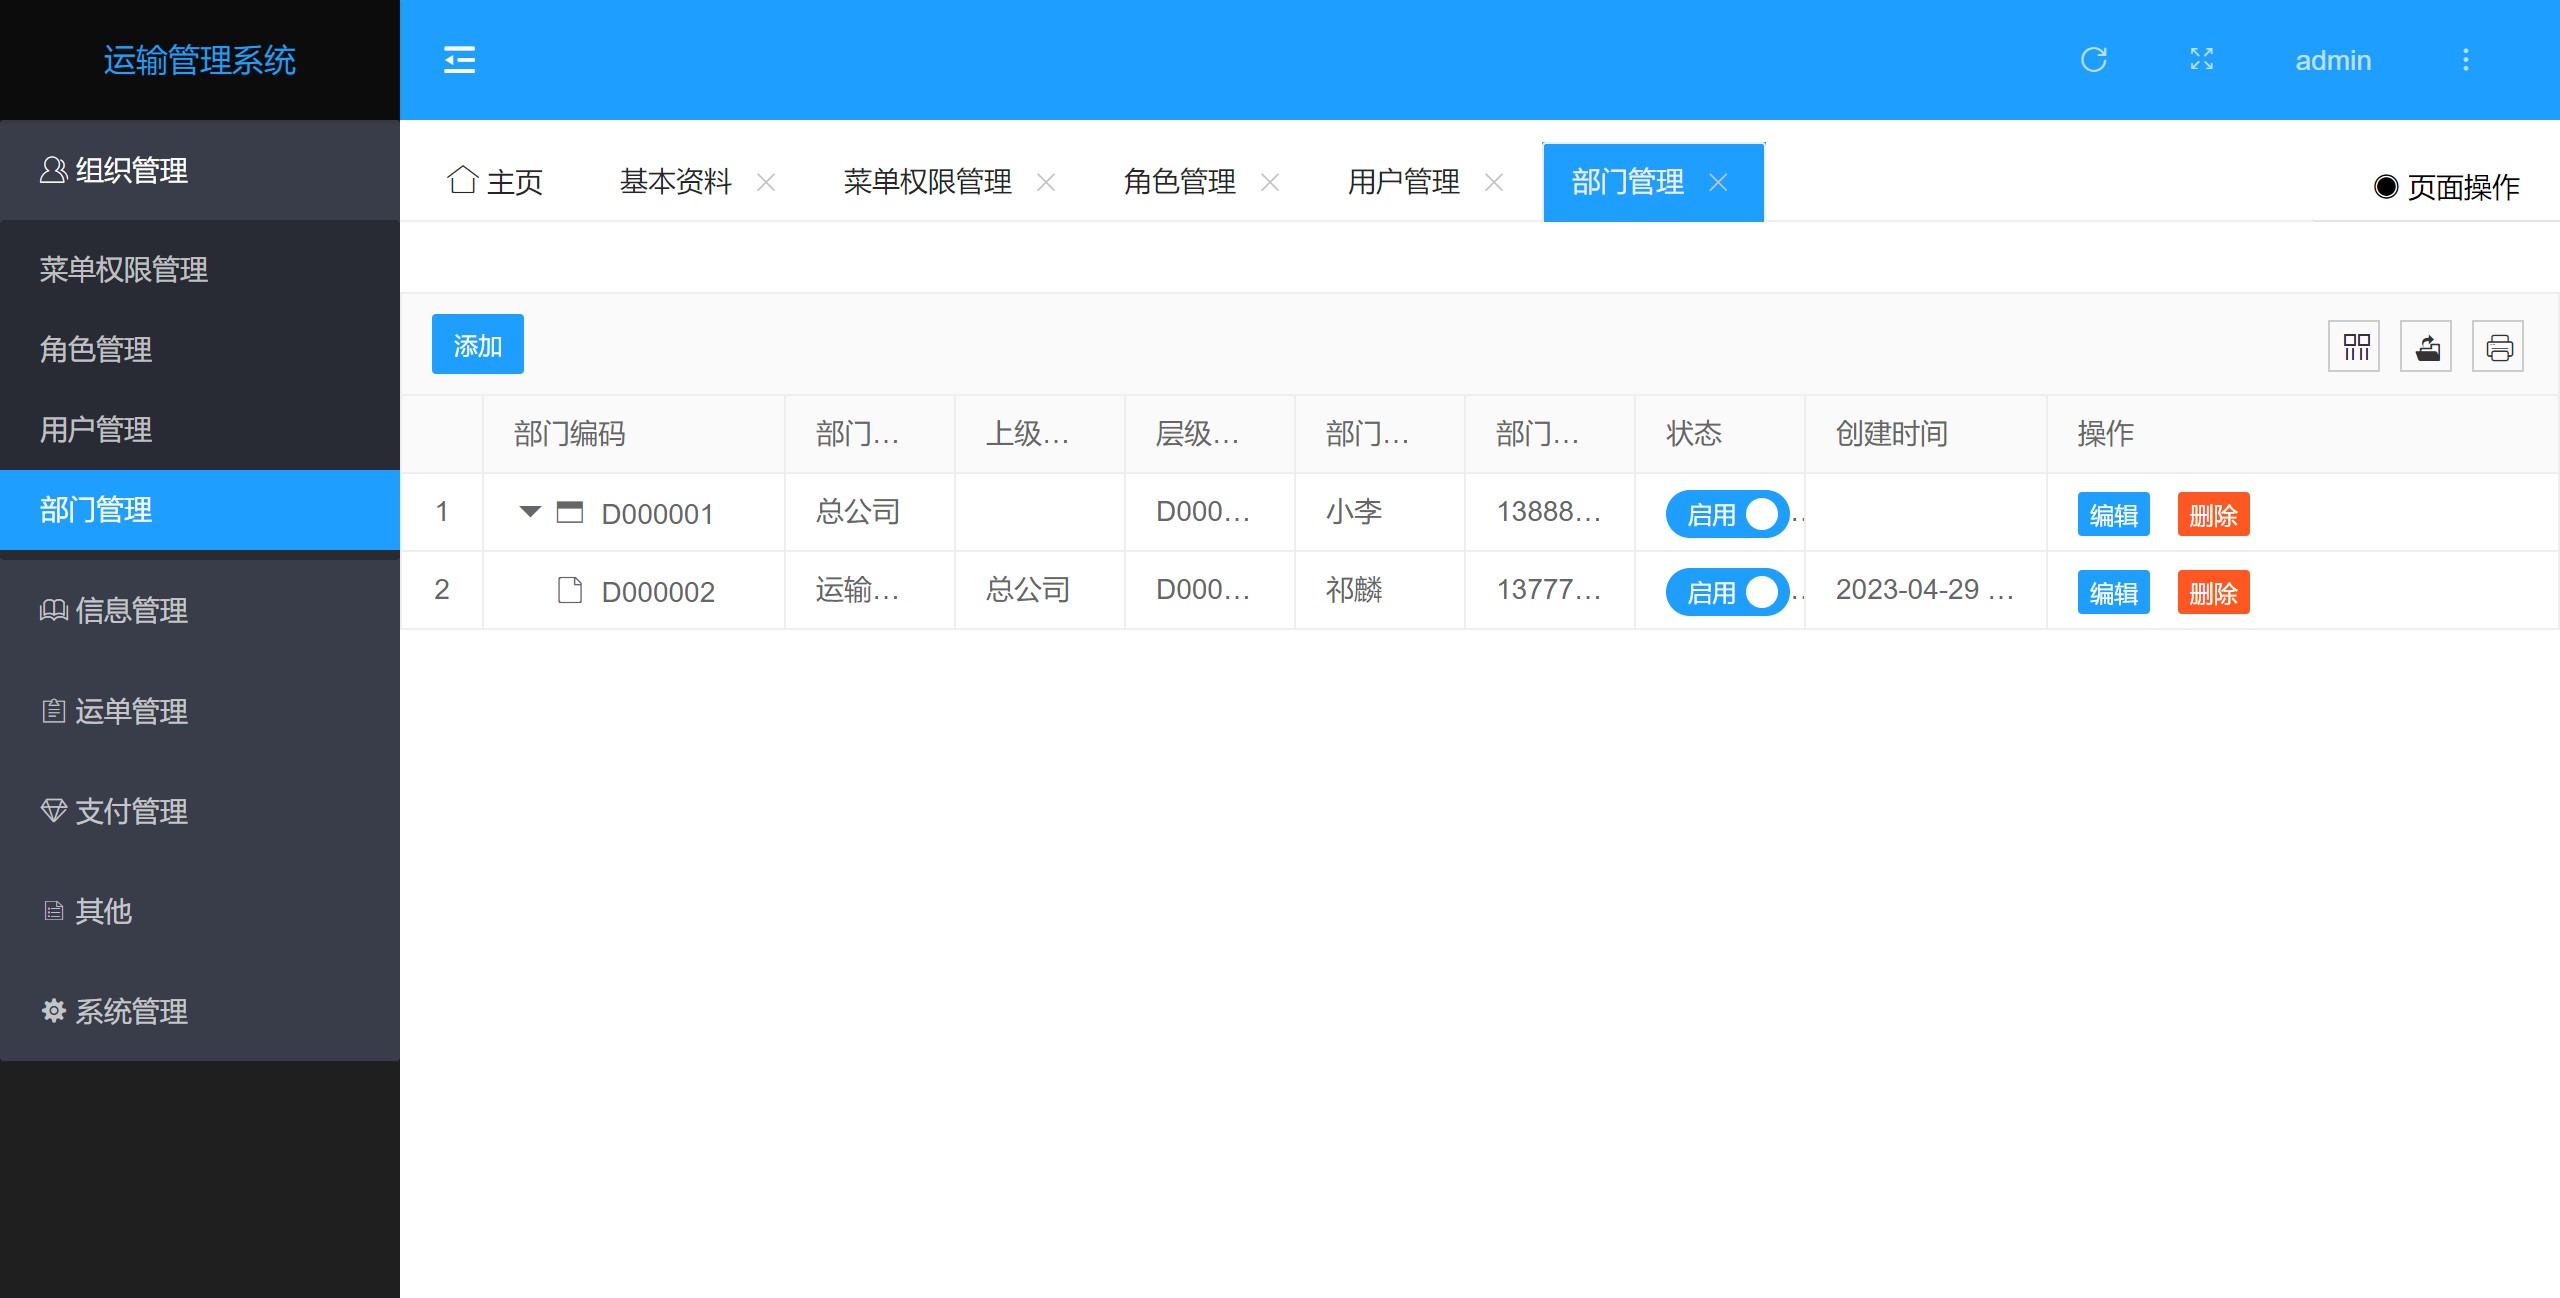 运输管理系统
admin
组织管理
菜单权限管理
角色管理
用户管理
部门管理
信息管理
运单管理
支付管理
其他
系统管理
主页 基本资料 菜单权限管理 角色管理 用户管理 部门管理 页面操作
添加
部门编码 部门... 上级... 层级... 部门... 部门... 状态 创建时间 操作
1 D000001 总公司 D000... 小李 13888... 启用 .. 编辑 删除
2 D000002 运输... 总公司 D000... 祁麟 13777... 启用 .. 2023-04-29 ... 编辑 删除